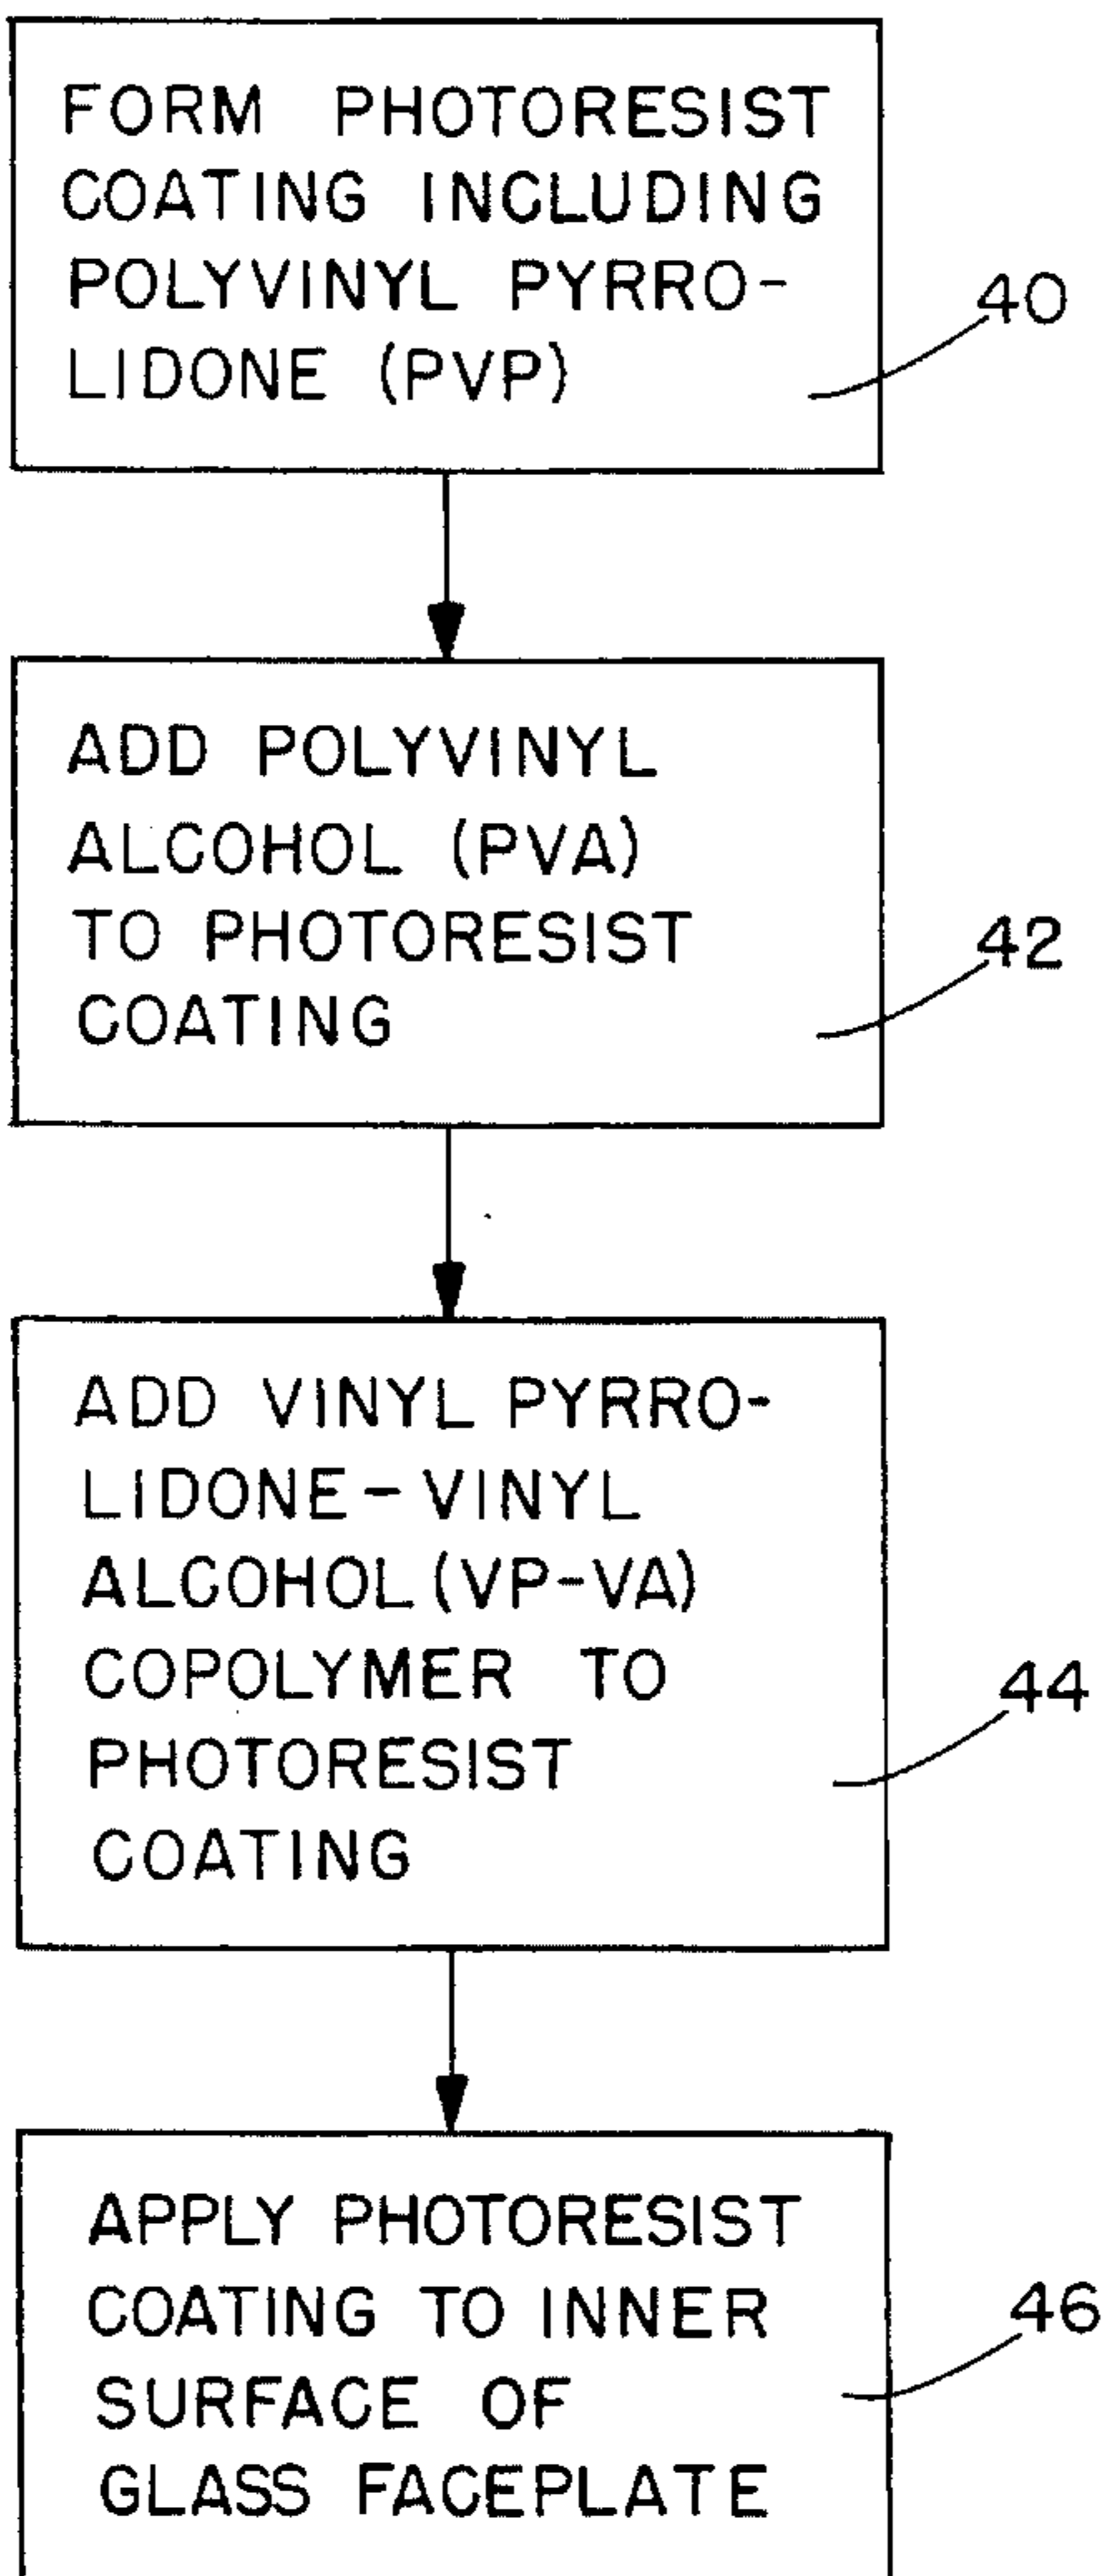 FORM PHOTORESIST
COATING INCLUDING
POLYVINYL PYRRO-
LIDONE (PVP)
40
ADD POLYVINYL
ALCOHOL (PVA)
TO PHOTORESIST
COATING
42
ADD VINYL PYRRO-
LIDONE-VINYL
ALCOHOL (VP-VA)
COPOLYMER TO
PHOTORESIST
COATING
44
APPLY PHOTORESIST
COATING TO INNER
SURFACE OF
GLASS FACEPLATE
46